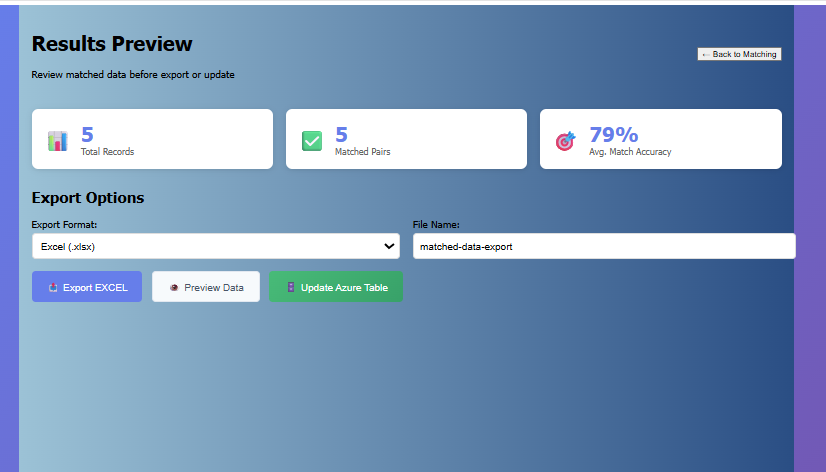 Results Preview
← Back to Matching
Review matched data before export or update
5
Total Records
5
Matched Pairs
79%
Avg. Match Accuracy
Export Options
Export Format:
File Name:
Excel (.xlsx)
matched-data-export
Export EXCEL
Preview Data
Update Azure Table